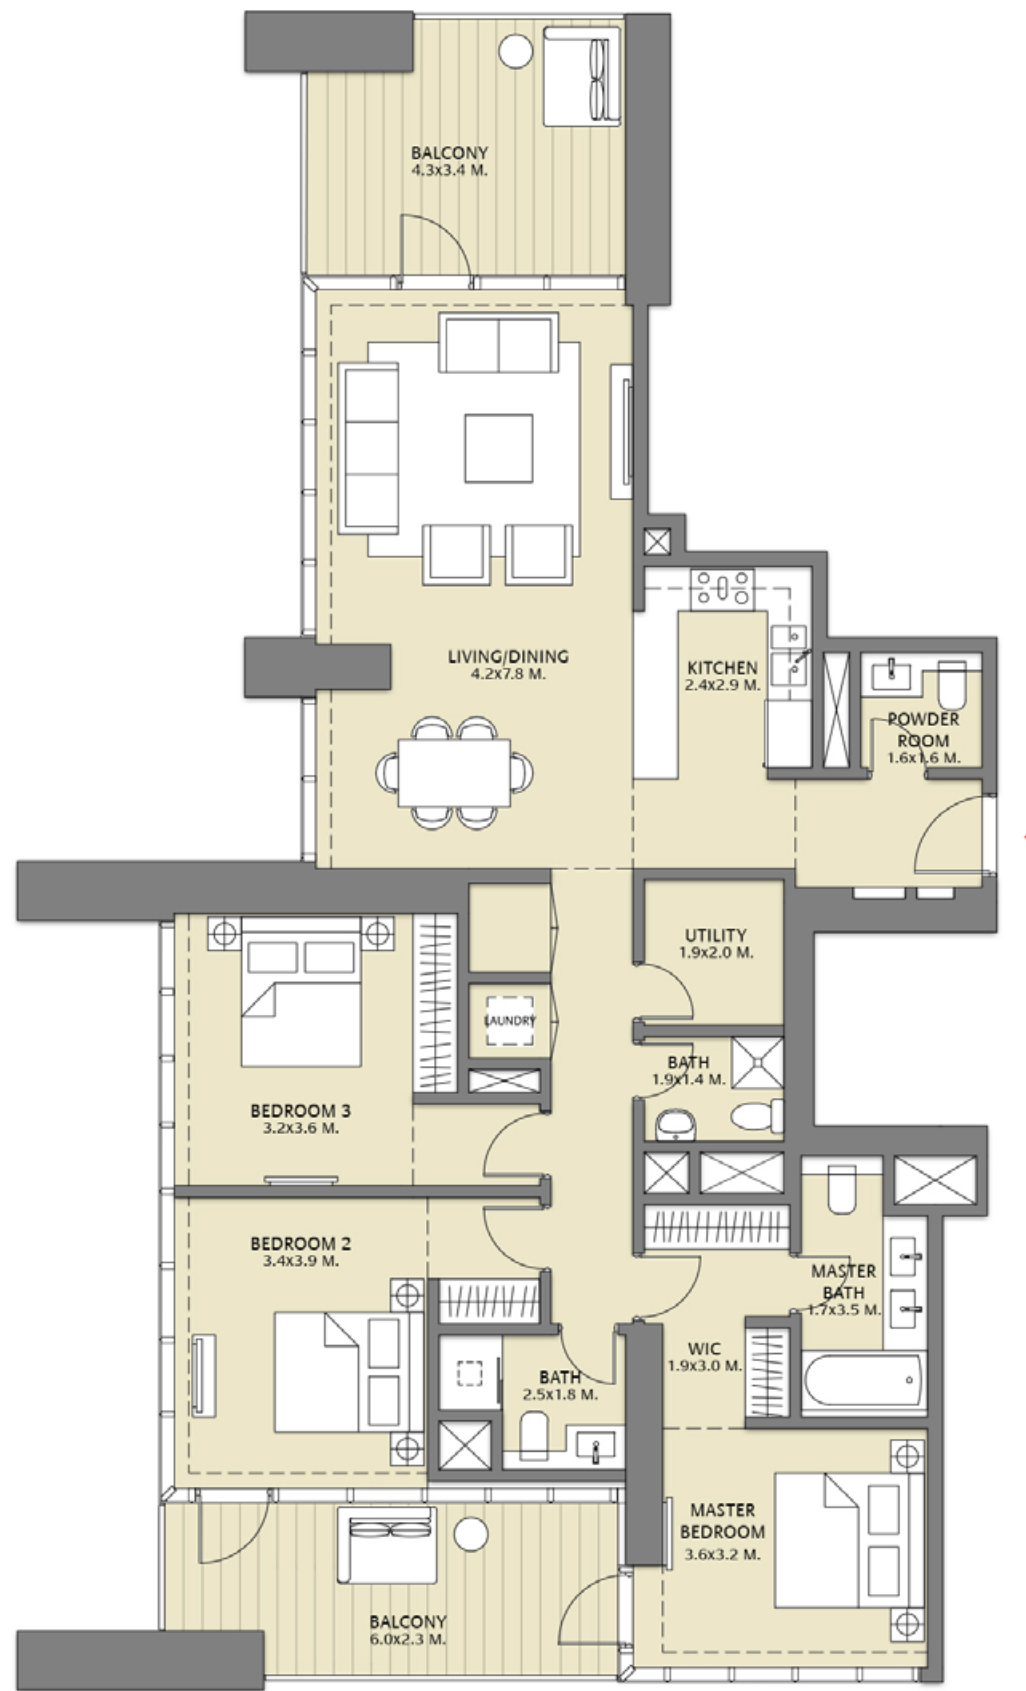 BALCONY
4.3x3.4 M.
LIVING/DINING
4.2x7.8 M.
KITCHEN
2.4x2.9 M.
POWDER
ROOM
1.6x1.6 M.
UTILITY
1.9x2.0 M.
LAUNDRY
BATH
1.9x1.4 M.
BEDROOM 3
3.2x3.6 M.
BEDROOM 2
3.4x3.9 M.
MASTER
BATH
1.7x3.5 M.
WIC
1.9x3.0 M.
BATH
2.5x1.8 M.
MASTER
BEDROOM
3.6x3.2 M.
BALCONY
6.0x2.3 M.